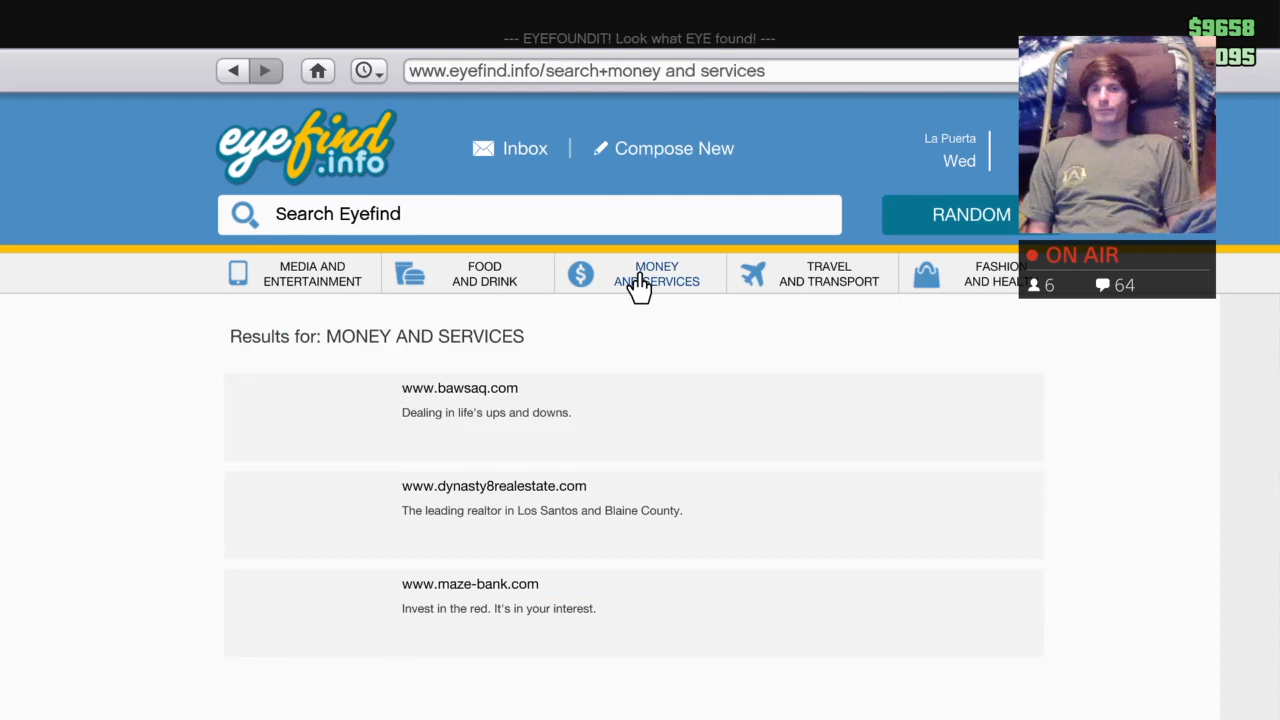 $9658
--- EYEFOUNDIT! Look what EYE found! ---
095
www.eyefind.info/search+money and services
eyefind
.info
Inbox
Compose New
La Puerta
Wed
Search Eyefind
RANDOM
ON AIR
6
64
MEDIA AND
ENTERTAINMENT
FOOD
AND DRINK
MONEY
AND SERVICES
TRAVEL
AND TRANSPORT
FASHION
AND HEAL
Results for: MONEY AND SERVICES
www.bawsaq.com
Dealing in life's ups and downs.
www.dynasty8realestate.com
The leading realtor in Los Santos and Blaine County.
www.maze-bank.com
Invest in the red. It's in your interest.